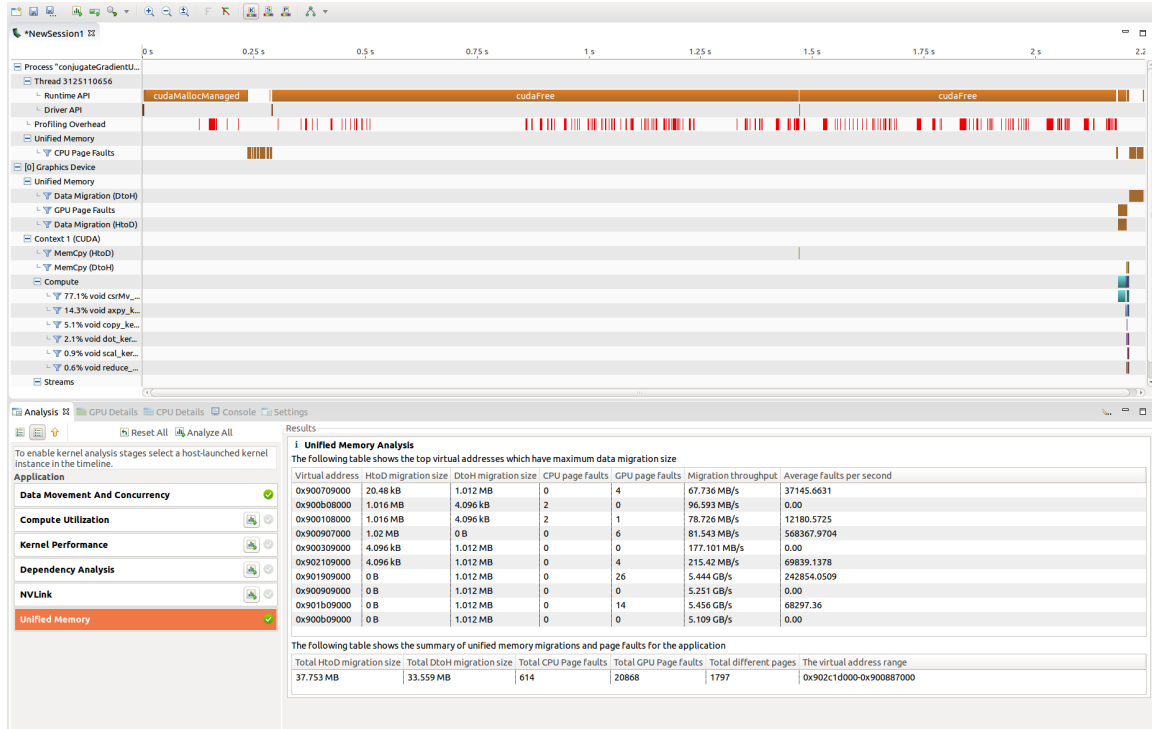 *NewSession1
0 s 0.25 s 0.5 s 0.75 s 1 s 1.25 s 1.5 s 1.75 s 2 s 2.2
Process "conjugateGradientU...
Thread 3125110656
Runtime API cudaMallocManaged cudaFree cudaFree
Driver API
Profiling Overhead
Unified Memory
CPU Page Faults
[0] Graphics Device
Unified Memory
Data Migration (DtoH)
GPU Page Faults
Data Migration (HtoD)
Context 1 (CUDA)
MemCpy (HtoD)
MemCpy (DtoH)
Compute
77.1% void csrMv_...
14.3% void axpy_k...
5.1% void copy_ke...
2.1% void dot_ker...
0.9% void scal_ker...
0.6% void reduce_...
Streams
Analysis GPU Details CPU Details Console Settings
Reset All Analyze All
To enable kernel analysis stages select a host-launched kernel
instance in the timeline.
Application
Data Movement And Concurrency
Compute Utilization
Kernel Performance
Dependency Analysis
NVLink
Unified Memory
Results
i Unified Memory Analysis
The following table shows the top virtual addresses which have maximum data migration size
Virtual address HtoD migration size DtoH migration size CPU page faults GPU page faults Migration throughput Average faults per second
0x900709000 20.48 kB 1.012 MB 0 4 67.736 MB/s 37145.6631
0x900b08000 1.016 MB 4.096 kB 2 0 96.593 MB/s 0.00
0x900108000 1.016 MB 4.096 kB 2 1 78.726 MB/s 12180.5725
0x900907000 1.02 MB 0 B 0 6 81.543 MB/s 568367.9704
0x900309000 4.096 kB 1.012 MB 0 0 177.101 MB/s 0.00
0x902109000 4.096 kB 1.012 MB 0 4 215.42 MB/s 69839.1378
0x901909000 0 B 1.012 MB 0 26 5.444 GB/s 242854.0509
0x900909000 0 B 1.012 MB 0 0 5.251 GB/s 0.00
0x901b09000 0 B 1.012 MB 0 14 5.456 GB/s 68297.36
0x900b09000 0 B 1.012 MB 0 0 5.109 GB/s 0.00
The following table shows the summary of unified memory migrations and page faults for the application
Total HtoD migration size Total DtoH migration size Total CPU Page faults Total GPU Page faults Total different pages The virtual address range
37.753 MB 33.559 MB 614 20868 1797 0x902c1d000-0x900887000